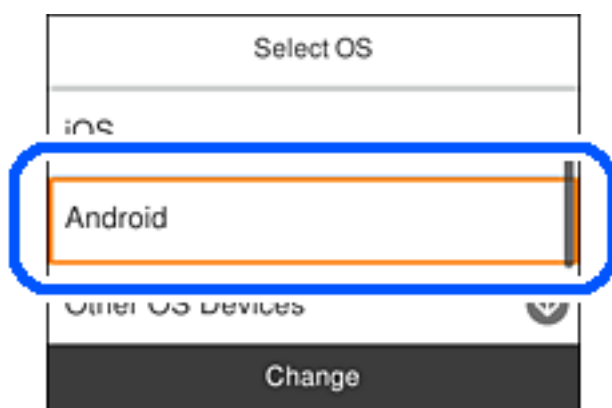 Select OS
iOS
Android
Other OS Devices
Change